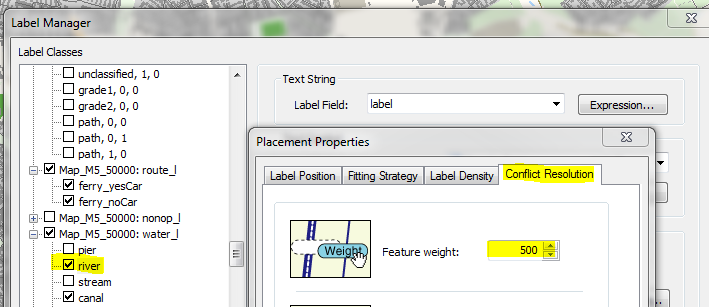 Label Manager
Label Classes
unclassified, 1, 0
grade1, 0, 0
grade2, 0, 0
path, 0, 0
path, 0, 1
path, 1, 0
Map_M5_50000: route_l
ferry_yesCar
ferry_noCar
Map_M5_50000: nonop_l
Map_M5_50000: water_l
pier
river
stream
canal
Text String
Label Field:
label
Expression...
Placement Properties
Label Position
Fitting Strategy
Label Density
Conflict Resolution
Weight
Feature weight:
500